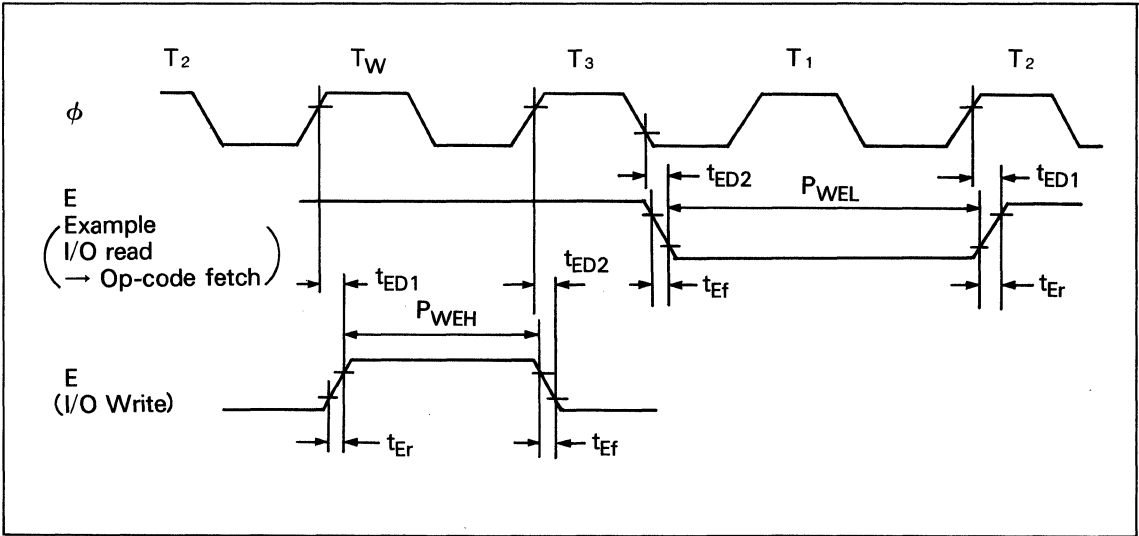 T2 TW T3 T1 T2
ϕ
tED2 tED1
PWEL
E
Example
I/O read
(→ Op-code fetch)
tED1 tED2 tEf tEr
PWEH
E
(I/O Write)
tEr tEf